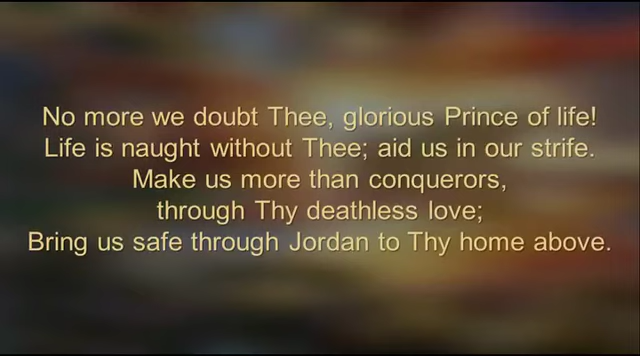 No more we doubt Thee, glorious Prince of life!
Life is naught without Thee; aid us in our strife.
Make us more than conquerors,
through Thy deathless love;
Bring us safe through Jordan to Thy home above.